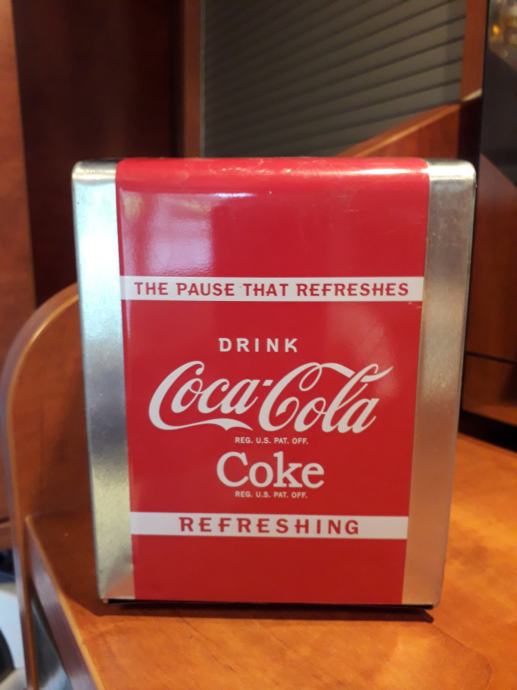 THE PAUSE THAT REFRESHES
DRINK
Coca-Cola
REG. U.S. PAT. OFF.
Coke
REG. U.S. PAT. OFF.
REFRESHING